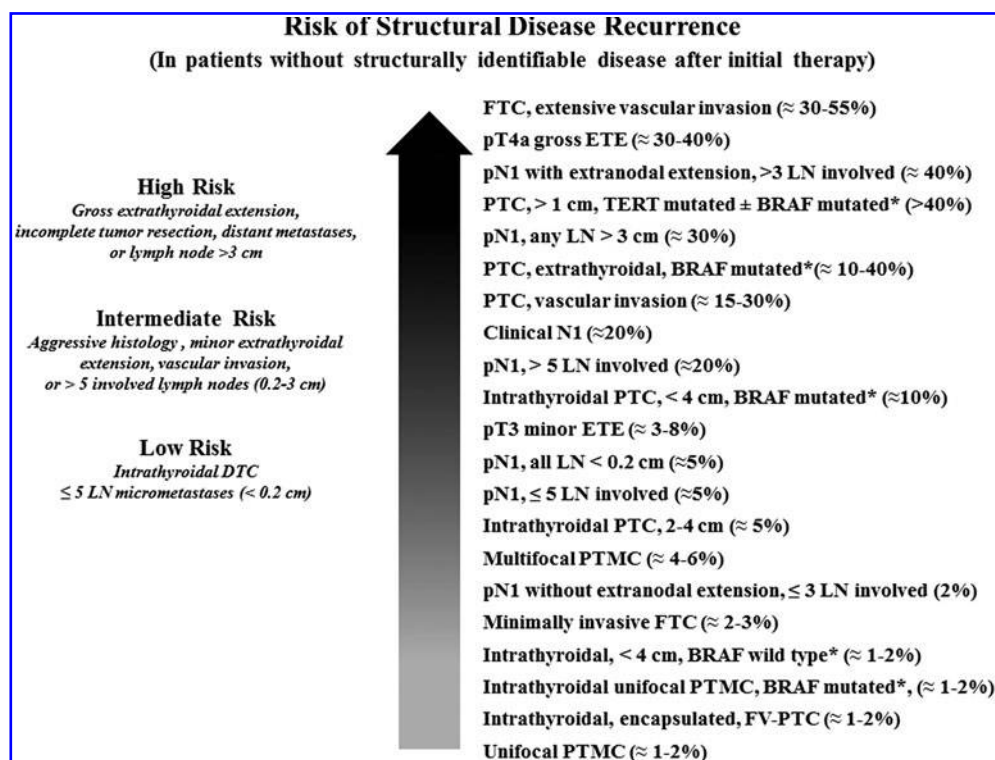 Risk of Structural Disease Recurrence
(In patients without structurally identifiable disease after initial therapy)
High Risk
Gross extrathyroidal extension,
incomplete tumor resection, distant metastases,
or lymph node >3 cm
Intermediate Risk
Aggressive histology , minor extrathyroidal
extension, vascular invasion,
or > 5 involved lymph nodes (0.2-3 cm)
Low Risk
Intrathyroidal DTC
≤ 5 LN micrometastases (< 0.2 cm)
FTC, extensive vascular invasion (≈ 30-55%)
pT4a gross ETE (≈ 30-40%)
pN1 with extranodal extension, >3 LN involved (≈ 40%)
PTC, > 1 cm, TERT mutated ± BRAF mutated* (>40%)
pN1, any LN > 3 cm (≈ 30%)
PTC, extrathyroidal, BRAF mutated*(≈ 10-40%)
PTC, vascular invasion (≈ 15-30%)
Clinical N1 (≈20%)
pN1, > 5 LN involved (≈20%)
Intrathyroidal PTC, < 4 cm, BRAF mutated* (≈10%)
pT3 minor ETE (≈ 3-8%)
pN1, all LN < 0.2 cm (≈5%)
pN1, ≤ 5 LN involved (≈5%)
Intrathyroidal PTC, 2-4 cm (≈ 5%)
Multifocal PTMC (≈ 4-6%)
pN1 without extranodal extension, ≤ 3 LN involved (2%)
Minimally invasive FTC (≈ 2-3%)
Intrathyroidal, < 4 cm, BRAF wild type* (≈ 1-2%)
Intrathyroidal unifocal PTMC, BRAF mutated*, (≈ 1-2%)
Intrathyroidal, encapsulated, FV-PTC (≈ 1-2%)
Unifocal PTMC (≈ 1-2%)